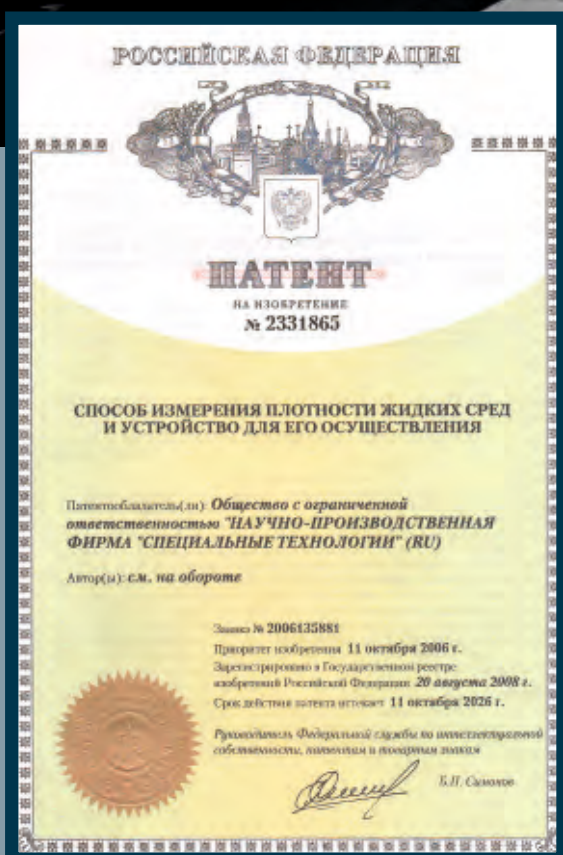 РОССИЙСКАЯ ФЕДЕРАЦИЯ
ПАТЕНТ
НА ИЗОБРЕТЕНИЕ
№ 2331865
СПОСОБ ИЗМЕРЕНИЯ ПЛОТНОСТИ ЖИДКИХ СРЕД
И УСТРОЙСТВО ДЛЯ ЕГО ОСУЩЕСТВЛЕНИЯ
Патентообладатель(ли): Общество с ограниченной
ответственностью "НАУЧНО-ПРОИЗВОДСТВЕННАЯ
ФИРМА "СПЕЦИАЛЬНЫЕ ТЕХНОЛОГИИ" (RU)
Автор(ы): см. на обороте
Заявка № 2006135881
Приоритет изобретения 11 октября 2006 г.
Зарегистрировано в Государственном реестре
изобретений Российской Федерации 20 августа 2008 г.
Срок действия патента истекает 11 октября 2026 г.
Руководитель Федеральной службы по интеллектуальной
собственности, патентам и товарным знакам
Б.П. Симонов